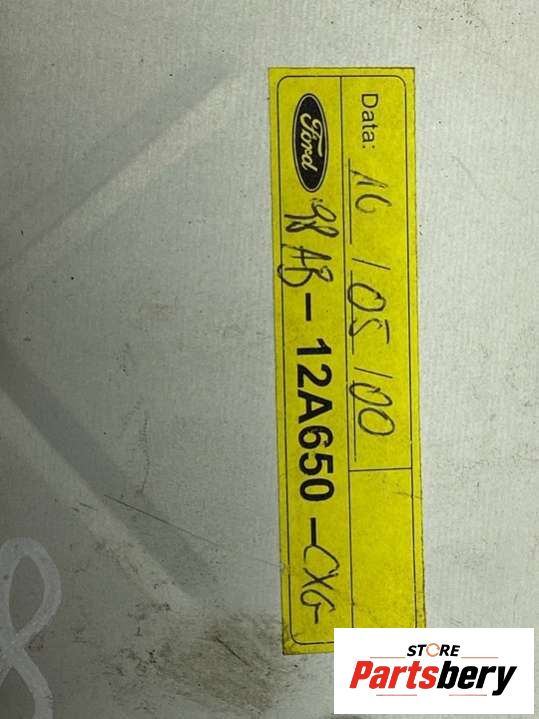 Data: 16/05/00
Ford
98AB-12A650-CXG
STORE
Partsbery